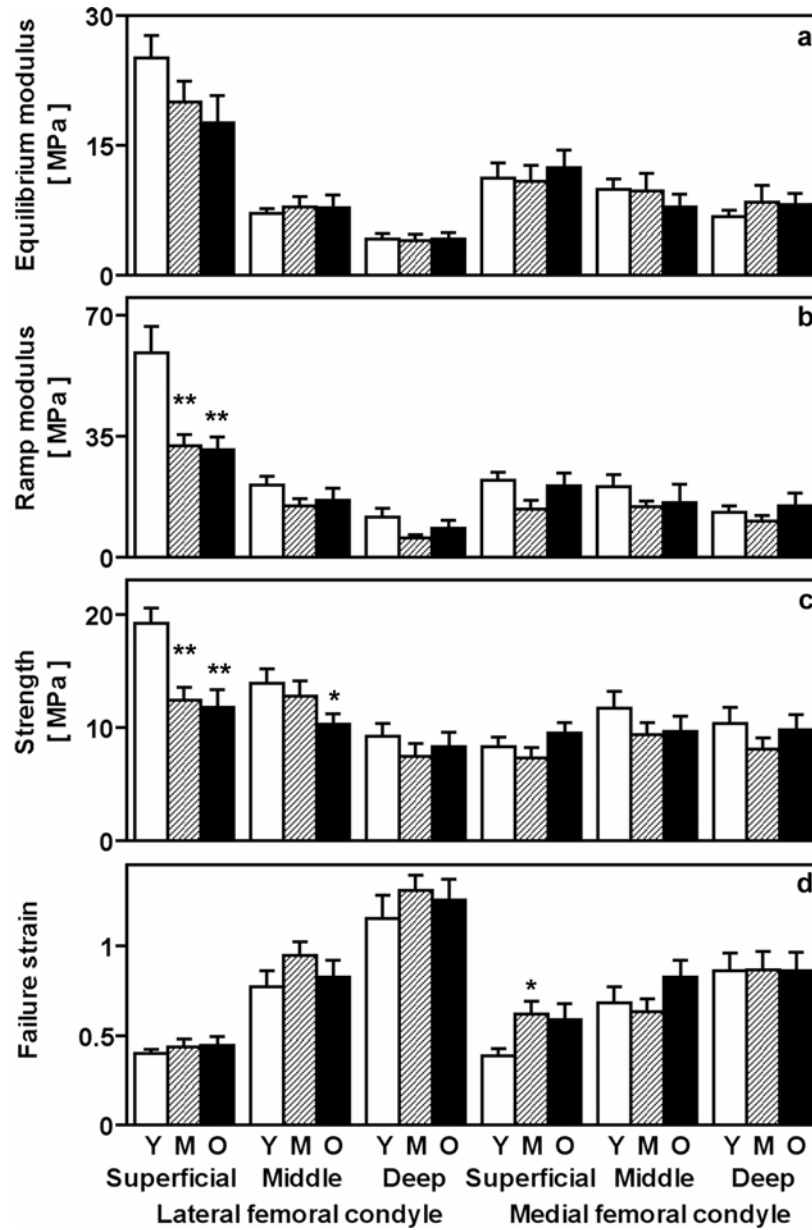 a
Equilibrium modulus
[ MPa ]
30
15
0
b
Ramp modulus
[ MPa ]
70
35
0
** **
c
Strength
[ MPa ]
20
10
0
** ** *
d
Failure strain
1
0.5
0
*
Y M O Y M O Y M O Y M O Y M O Y M O
Superficial Middle Deep Superficial Middle Deep
Lateral femoral condyle Medial femoral condyle